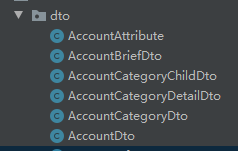 dto
AccountAttribute
AccountBriefDto
AccountCategoryChildDto
AccountCategoryDetailDto
AccountCategoryDto
AccountDto